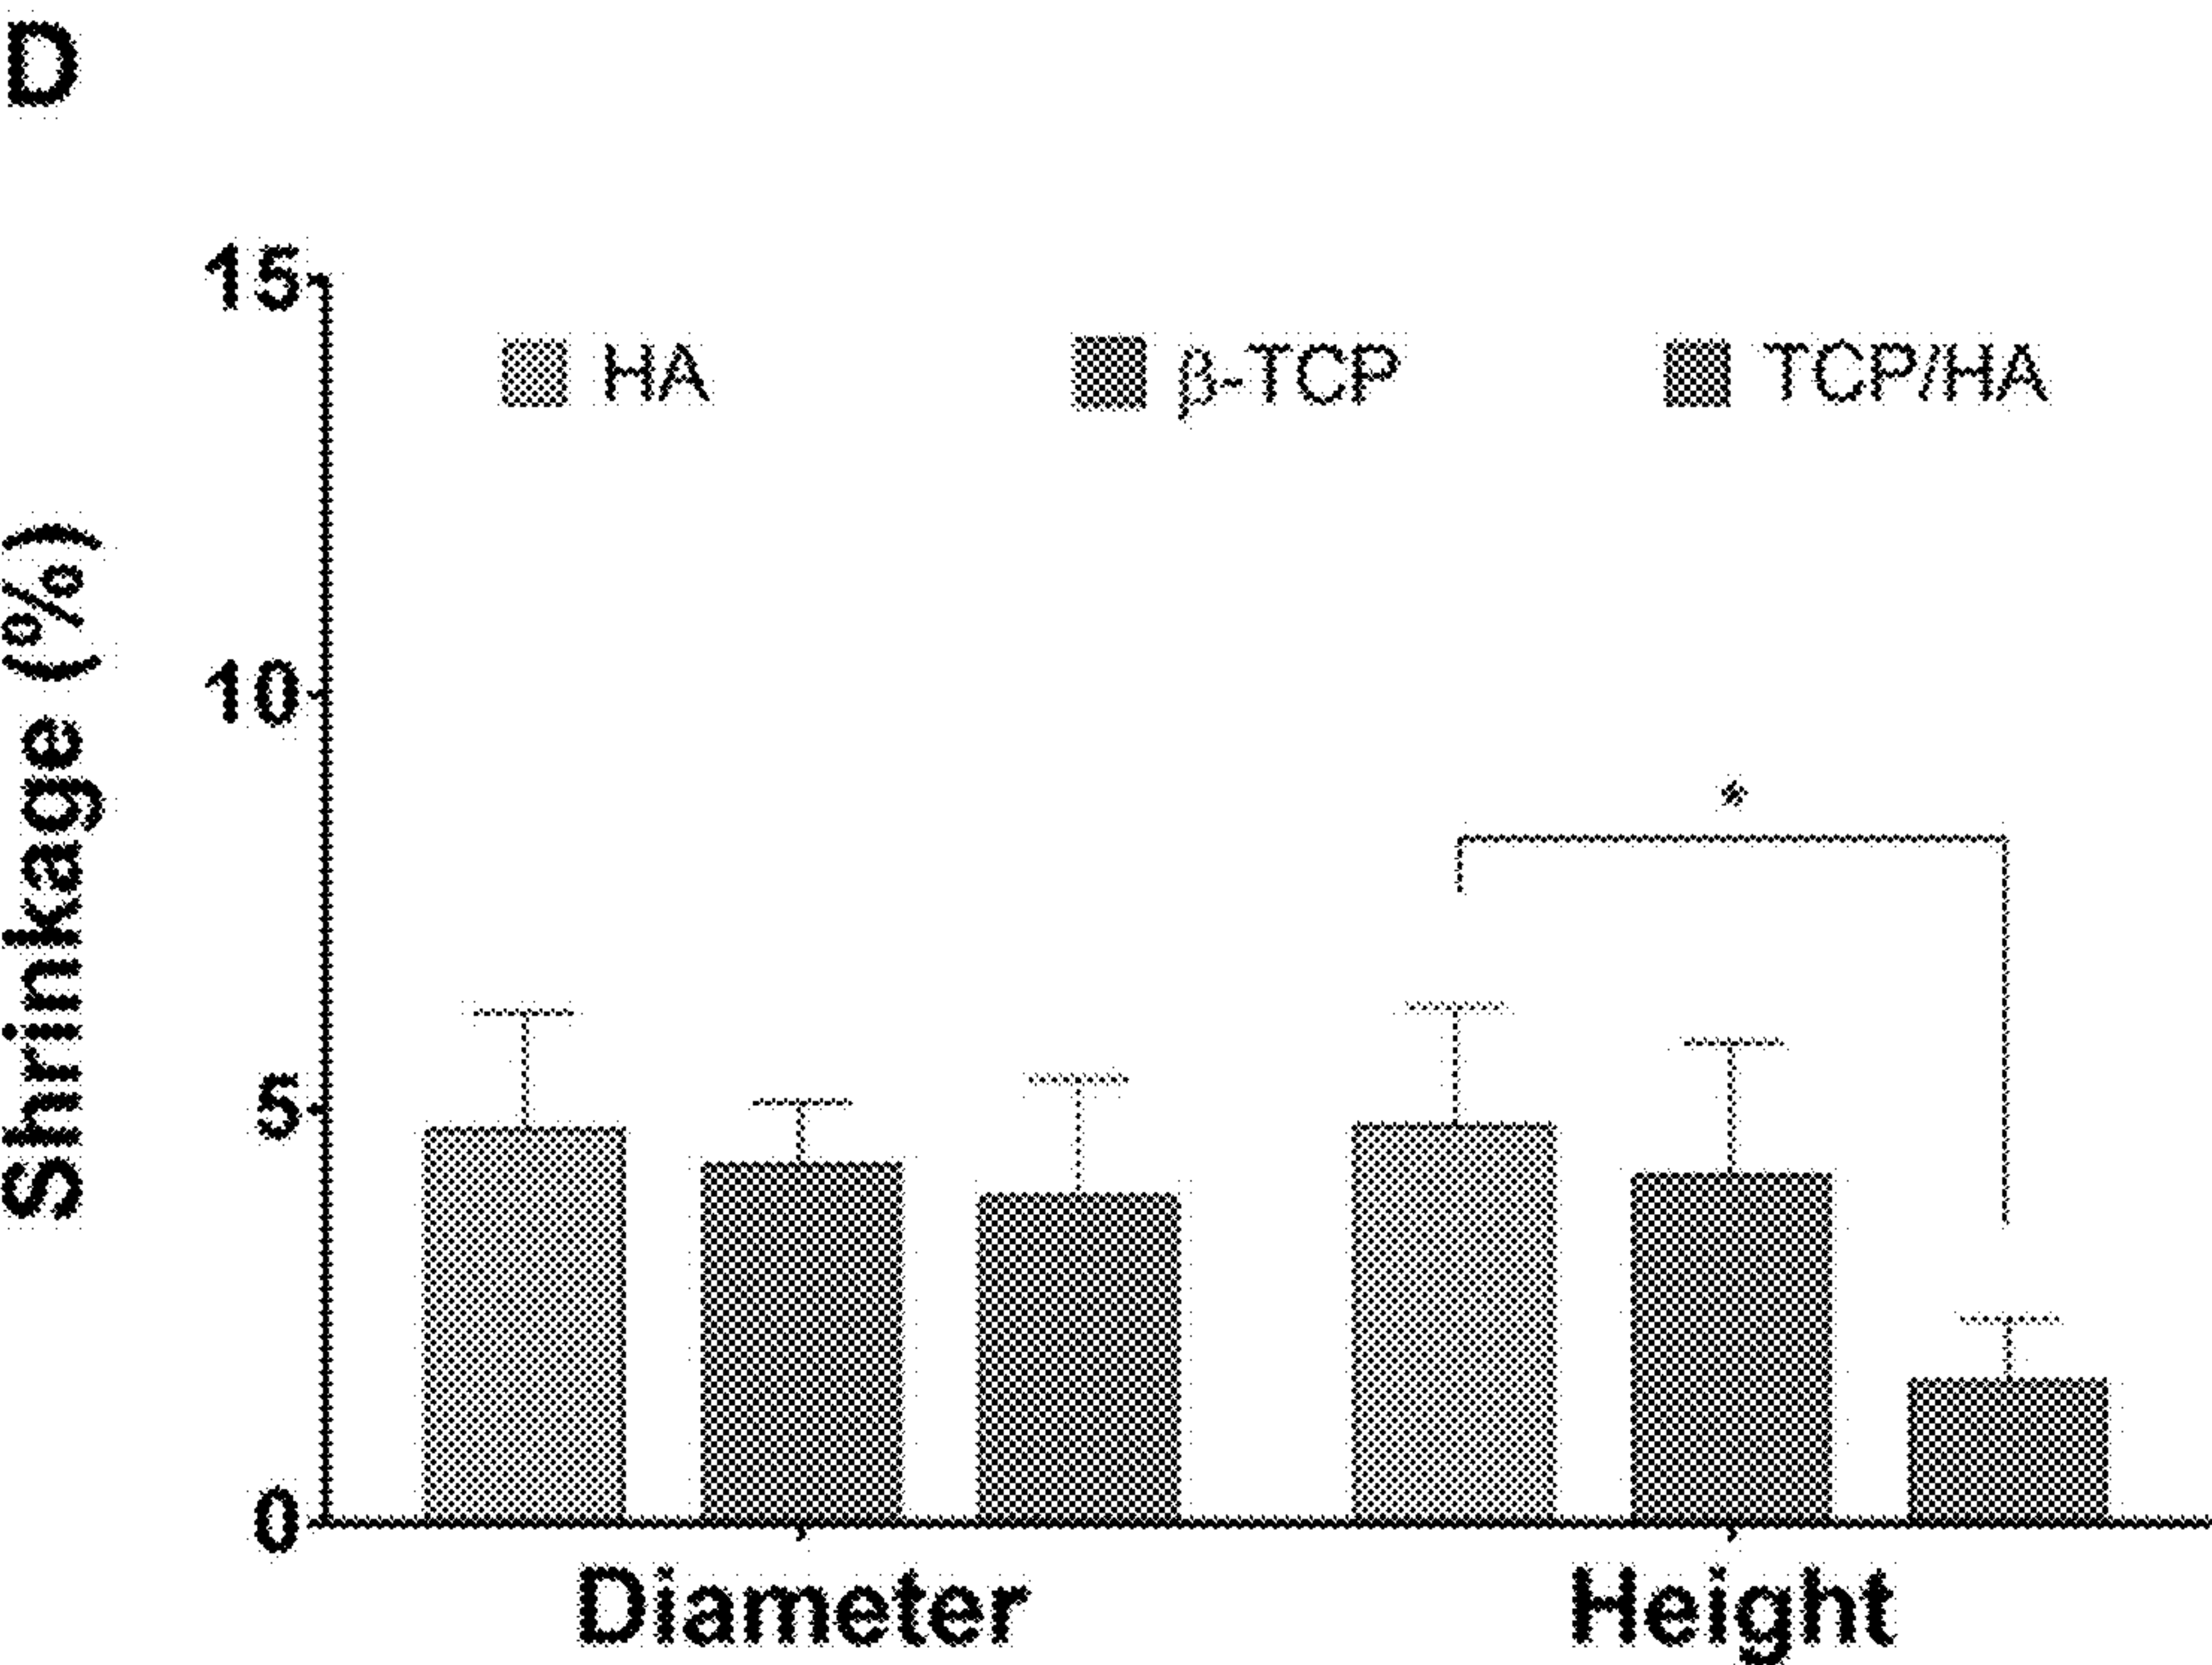 D
15
HA
β-TCP
TCP/HA
Shrinkage (%)
10
*
5
0
Diameter
Height